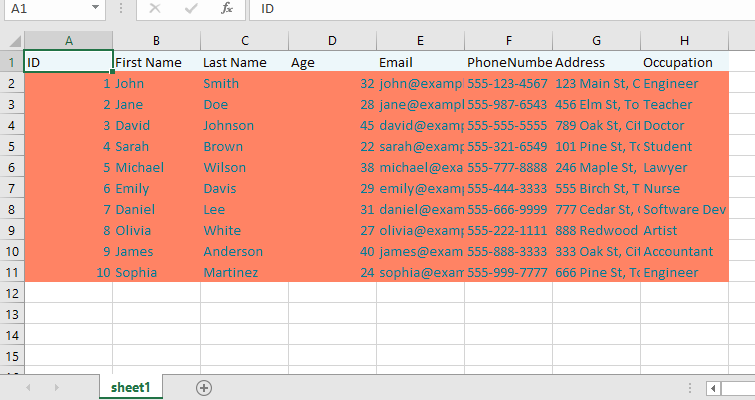 A1 fx ID
A B C D E F G H
1 ID First Name Last Name Age Email PhoneNumbe Address Occupation
2 1 John Smith 32 john@examp 555-123-4567 123 Main St, C Engineer
3 2 Jane Doe 28 jane@exampl 555-987-6543 456 Elm St, To Teacher
4 3 David Johnson 45 david@examp 555-555-5555 789 Oak St, Cit Doctor
5 4 Sarah Brown 22 sarah@examp 555-321-6549 101 Pine St, To Student
6 5 Michael Wilson 38 michael@exa 555-777-8888 246 Maple St, Lawyer
7 6 Emily Davis 29 emily@examp 555-444-3333 555 Birch St, T Nurse
8 7 Daniel Lee 31 daniel@exam 555-666-9999 777 Cedar St, Software Dev
9 8 Olivia White 27 olivia@examp 555-222-1111 888 Redwood Artist
10 9 James Anderson 40 james@exam 555-888-3333 333 Oak St, Cit Accountant
11 10 Sophia Martinez 24 sophia@exam 555-999-7777 666 Pine St, To Engineer
12
13
14
15
sheet1